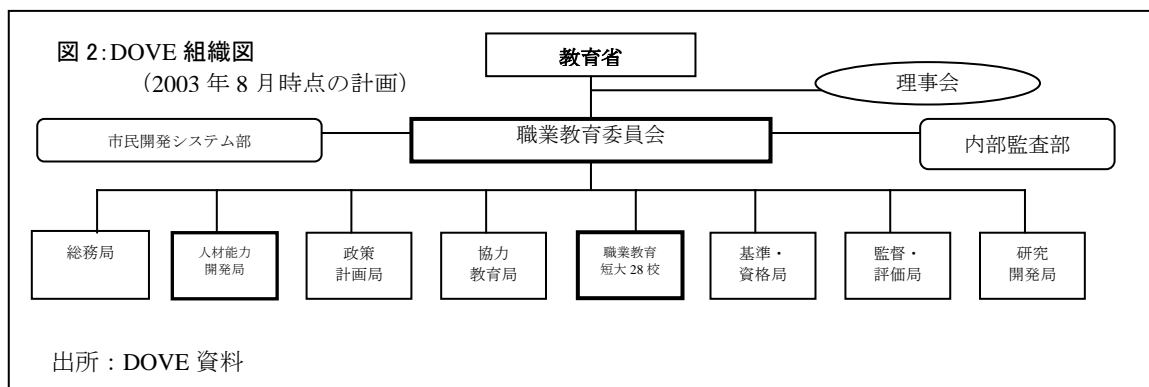 図 2：DOVE 組織図
（2003 年 8 月時点の計画）
教育省
理事会
市民開発システム部
職業教育委員会
内部監査部
総務局
人材能力
開発局
政策
計画局
協力
教育局
職業教育
短大 28 校
基準・
資格局
監督・
評価局
研究
開発局
出所：DOVE 資料